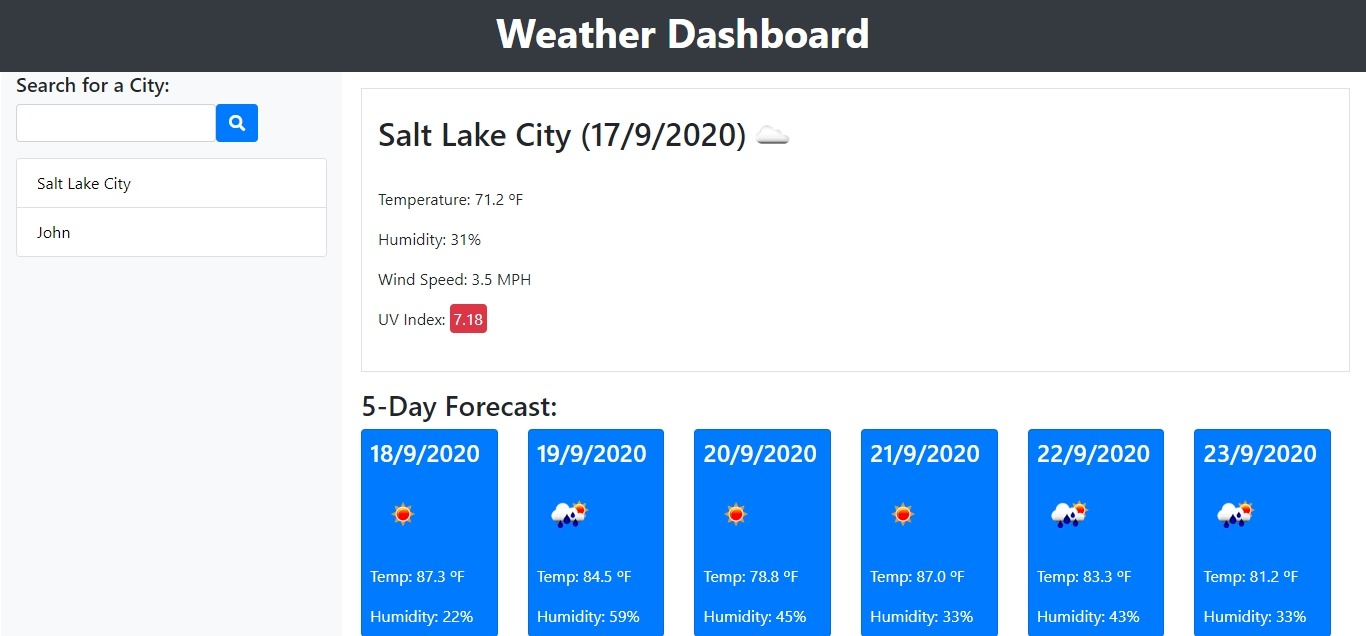 Weather Dashboard
Search for a City:
Salt Lake City
John
Salt Lake City (17/9/2020)
Temperature: 71.2 ºF
Humidity: 31%
Wind Speed: 3.5 MPH
UV Index: 7.18
5-Day Forecast:
18/9/2020
Temp: 87.3 ºF
Humidity: 22%
19/9/2020
Temp: 84.5 ºF
Humidity: 59%
20/9/2020
Temp: 78.8 ºF
Humidity: 45%
21/9/2020
Temp: 87.0 ºF
Humidity: 33%
22/9/2020
Temp: 83.3 ºF
Humidity: 43%
23/9/2020
Temp: 81.2 ºF
Humidity: 33%